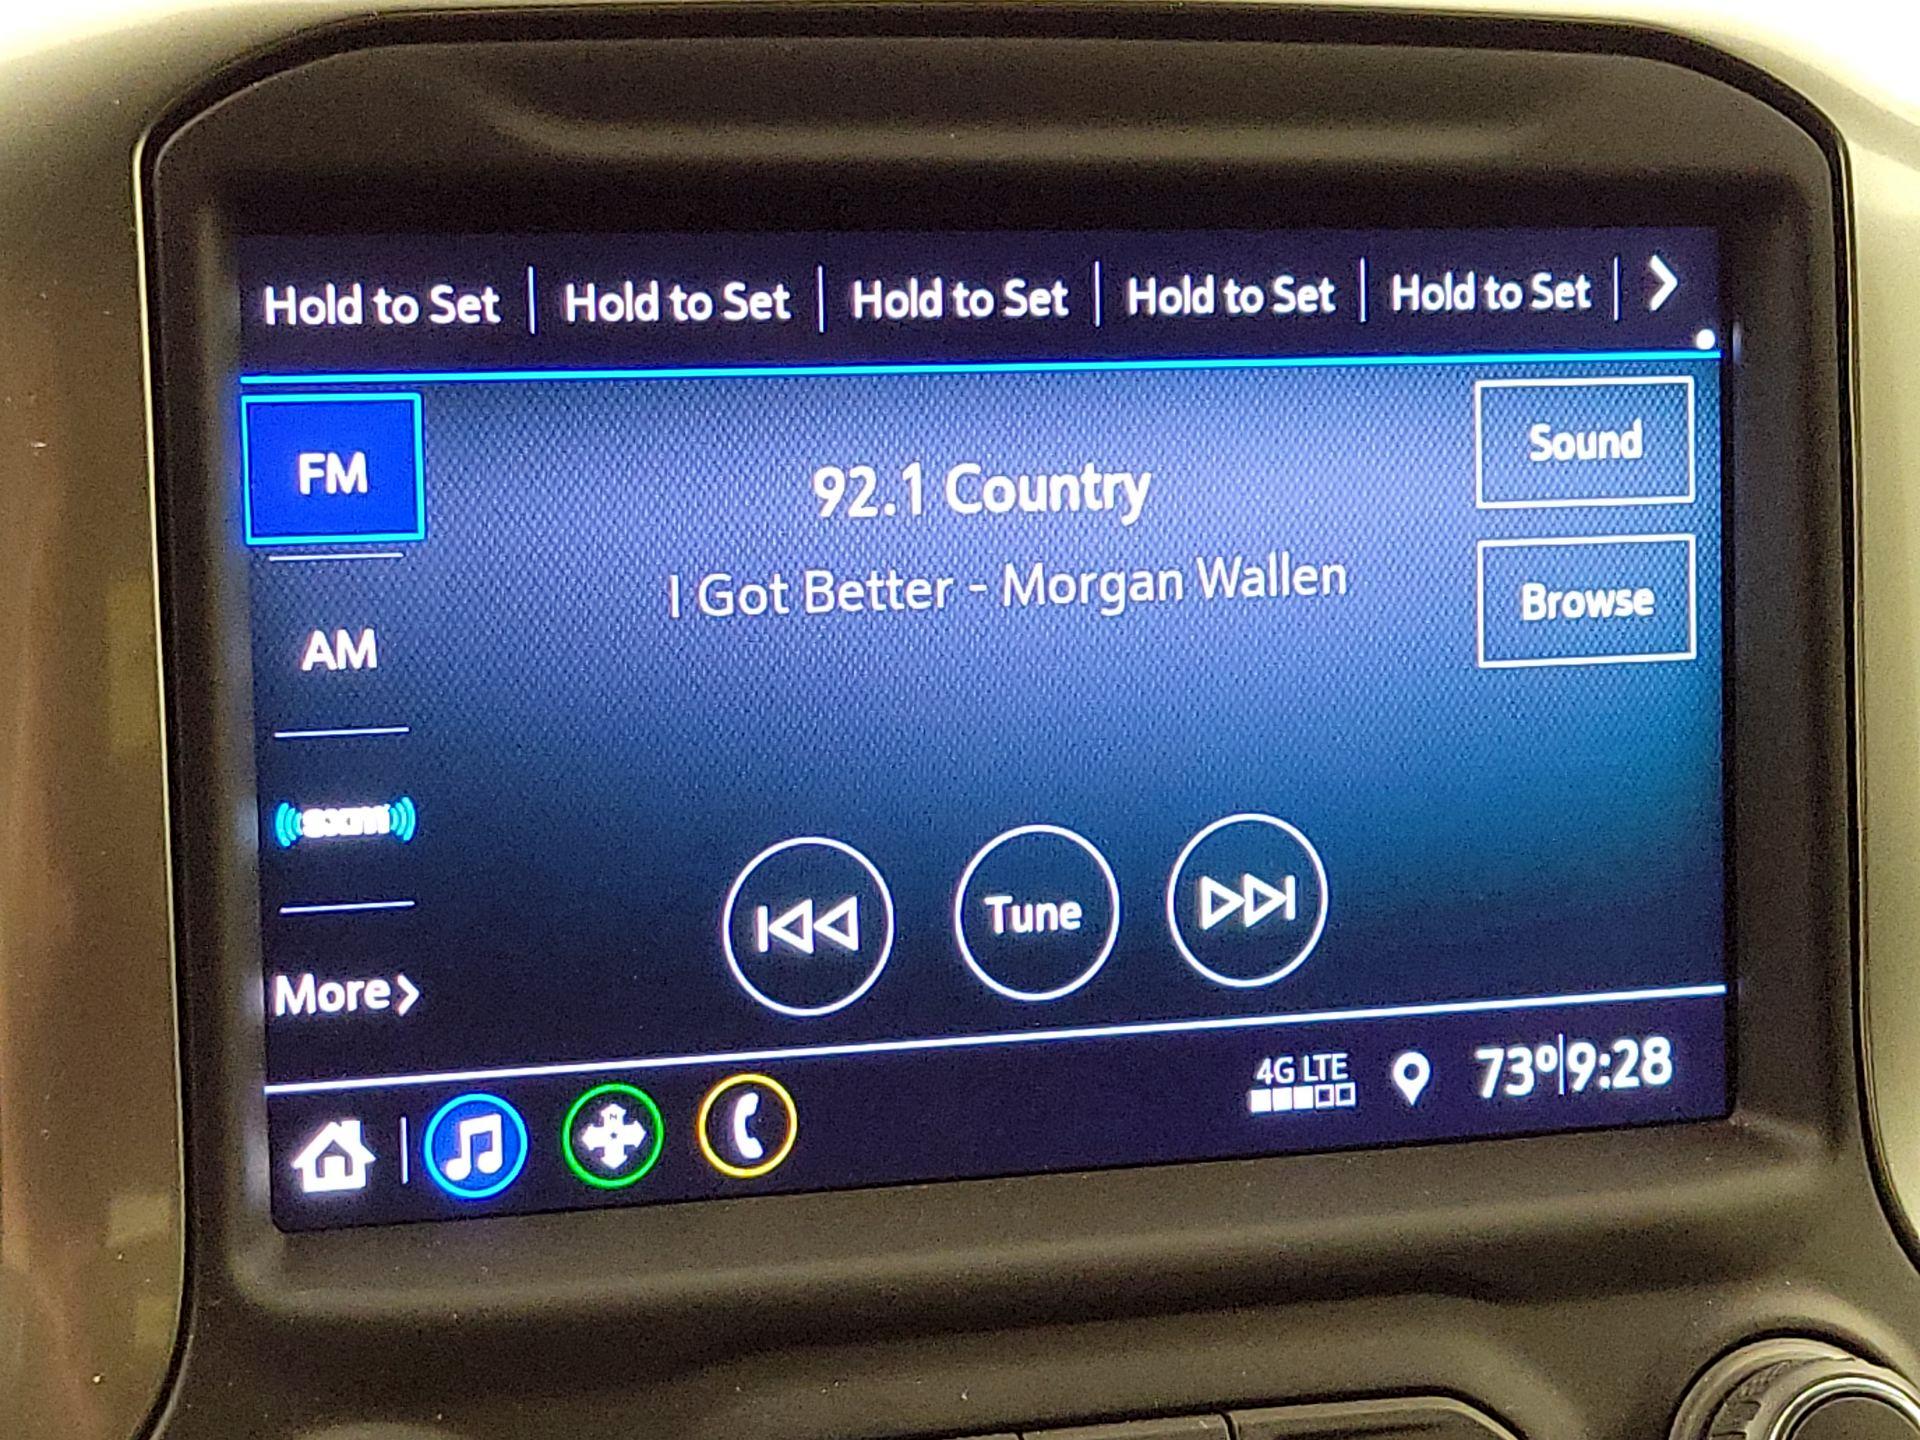 Hold to Set | Hold to Set | Hold to Set | Hold to Set | Hold to Set |
FM
92.1 Country
Sound
I Got Better - Morgan Wallen
Browse
AM
sxm
Tune
More
4G LTE
73° 9:28
N